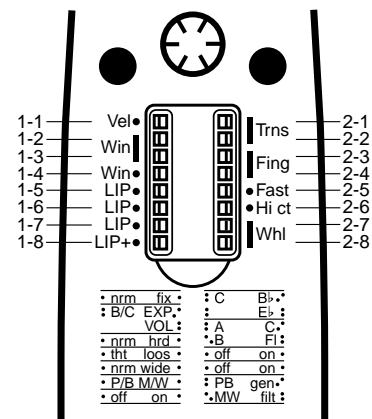 1-1 Vel
1-2 Win
1-3
1-4 Win
1-5 LIP
1-6 LIP
1-7 LIP
1-8 LIP+
Trns 2-1
2-2
Fing 2-3
2-4
Fast 2-5
Hi ct 2-6
Whl 2-7
2-8
nrm fix
B/C EXP
VOL
nrm hrd
tht loos
nrm wide
P/B M/W
off on
C B♭
E♭
A C
B Fl
off on
off on
PB gen
MW filt